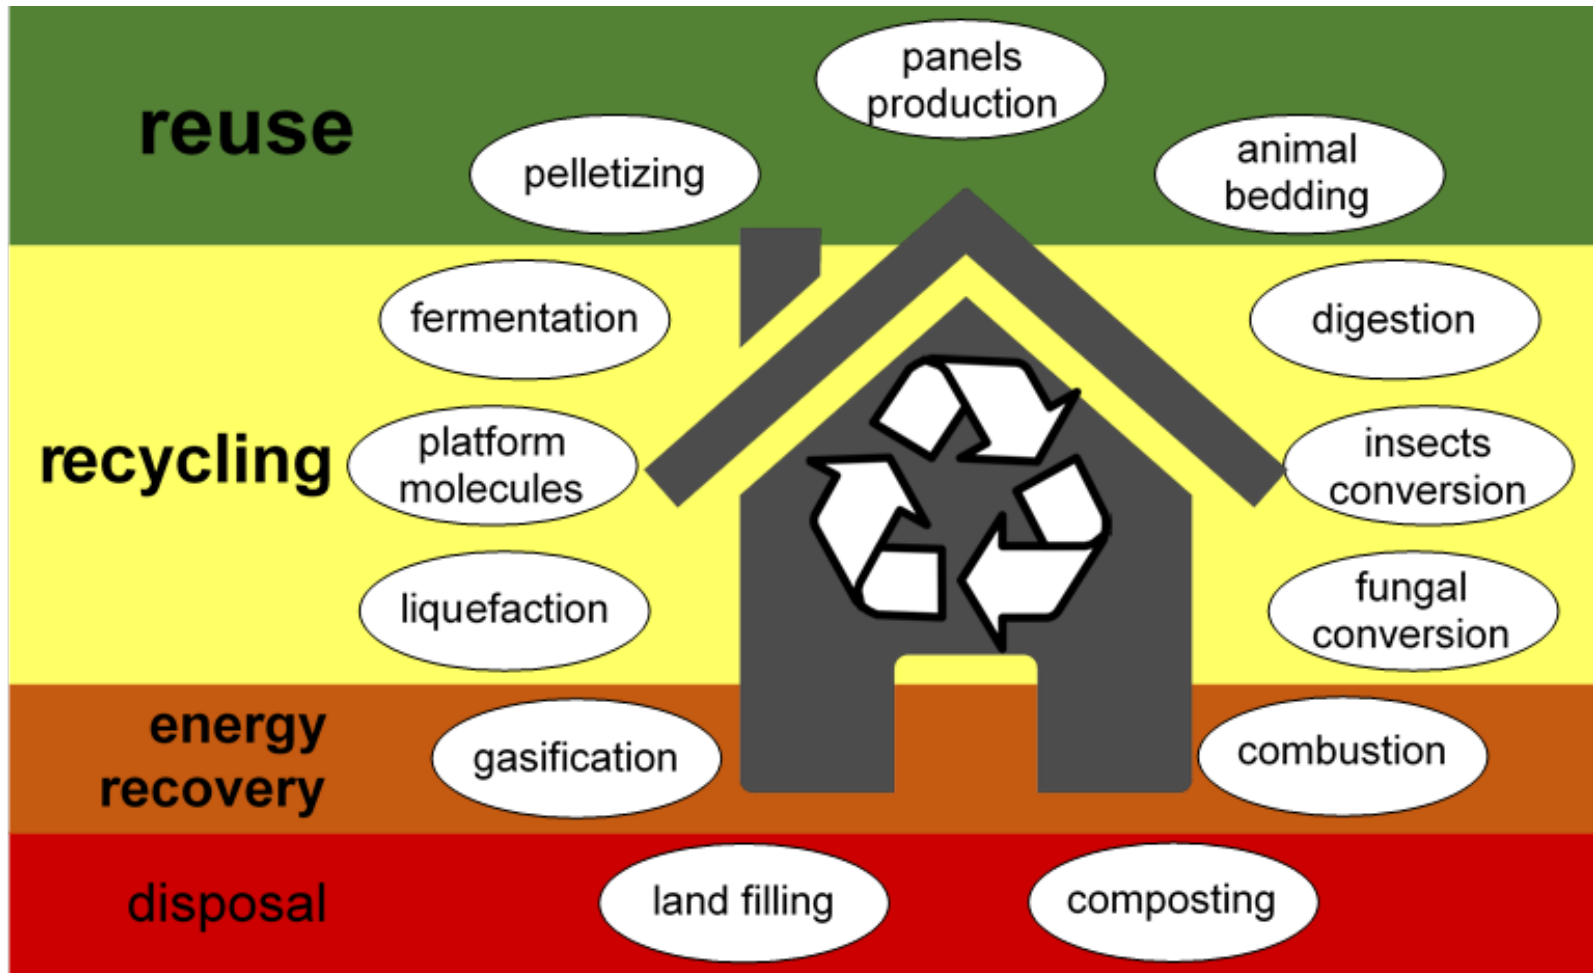 reuse
panels
production
pelletizing
animal
bedding
recycling
fermentation
digestion
platform
molecules
insects
conversion
liquefaction
fungal
conversion
energy
recovery
gasification
combustion
disposal
land filling
composting